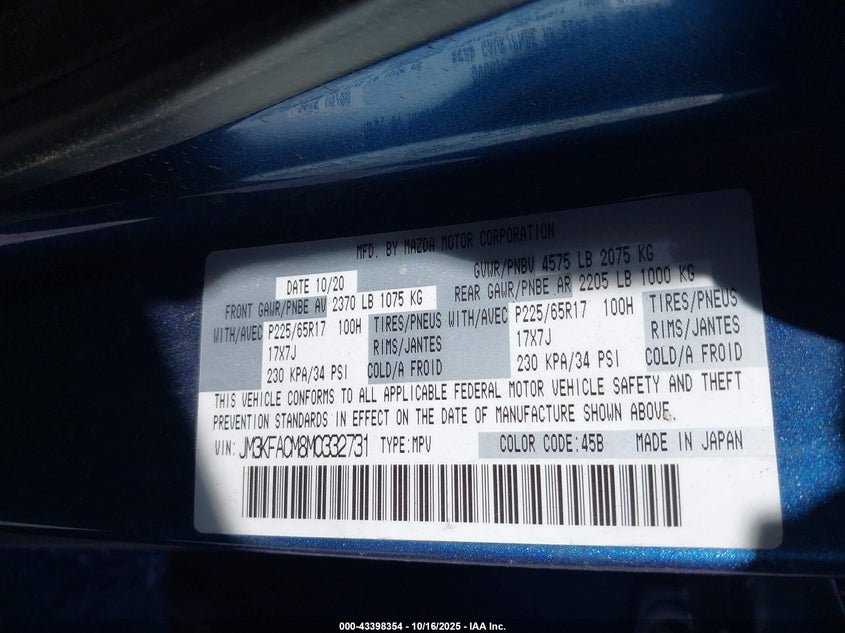 MFD. BY MAZDA MOTOR CORPORATION
DATE 10/20
GVWR/PNBV 4575 LB 2075 KG
FRONT GAWR/PNBE AV 2370 LB 1075 KG
REAR GAWR/PNBE AR 2205 LB 1000 KG
WITH/AVEC P225/65R17 100H TIRES/PNEUS WITH/AVEC P225/65R17 100H TIRES/PNEUS
17X7J RIMS/JANTES 17X7J RIMS/JANTES
230 KPA/34 PSI COLD/A FROID 230 KPA/34 PSI COLD/A FROID
THIS VEHICLE CONFORMS TO ALL APPLICABLE FEDERAL MOTOR VEHICLE SAFETY AND THEFT
PREVENTION STANDARDS IN EFFECT ON THE DATE OF MANUFACTURE SHOWN ABOVE.
VIN: JM3KFACM8M0332731 TYPE:MPV COLOR CODE:45B MADE IN JAPAN
000-43398354 - 10/16/2025 - IAA Inc.